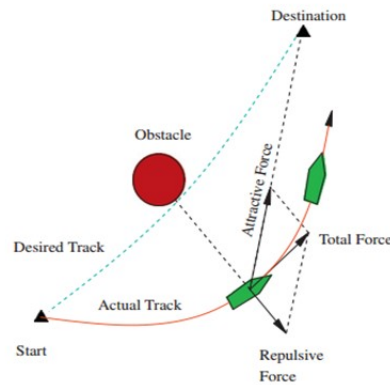 Destination
Obstacle
Attractive Force
Desired Track
Total Force
Actual Track
Start
Repulsive
Force